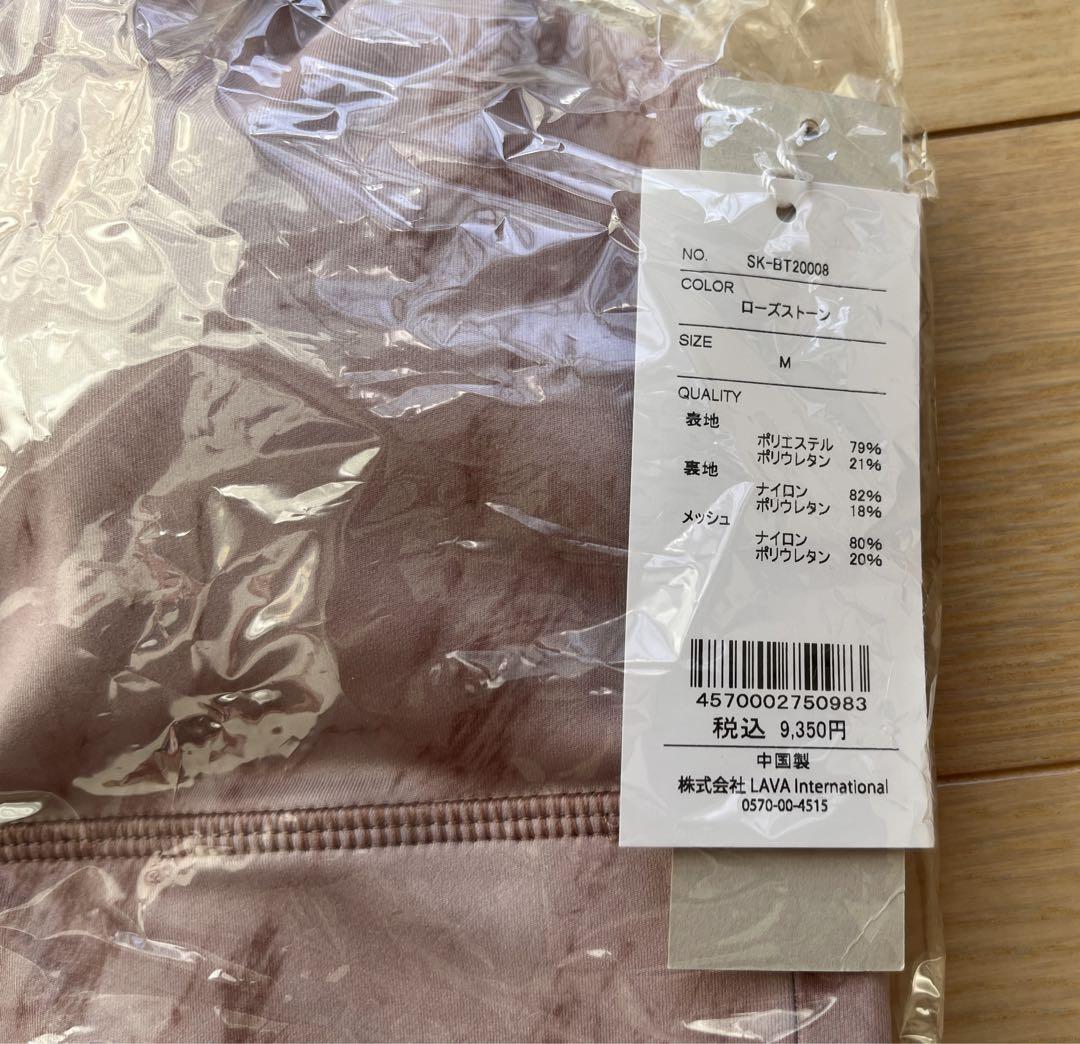 NO. SK-BT20008
COLOR
ローズストーン
SIZE
M
QUALITY
表地
ポリエステル 79%
ポリウレタン 21%
裏地
ナイロン 82%
ポリウレタン 18%
メッシュ
ナイロン 80%
ポリウレタン 20%
4570002750983
税込 9,350円
中国製
株式会社 LAVA International
0570-00-4515